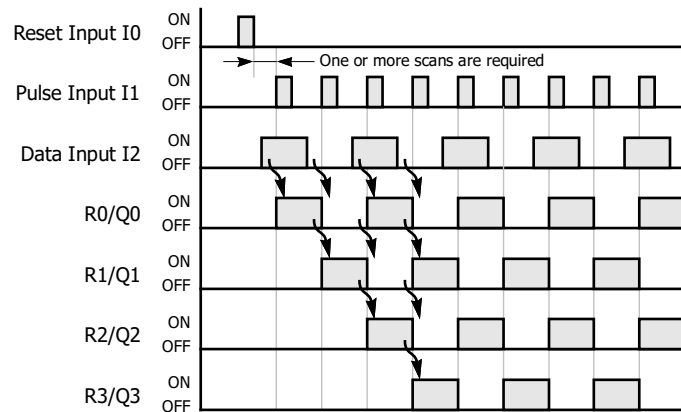 Reset Input I0
ON
OFF
One or more scans are required
Pulse Input I1
ON
OFF
Data Input I2
ON
OFF
R0/Q0
ON
OFF
R1/Q1
ON
OFF
R2/Q2
ON
OFF
R3/Q3
ON
OFF